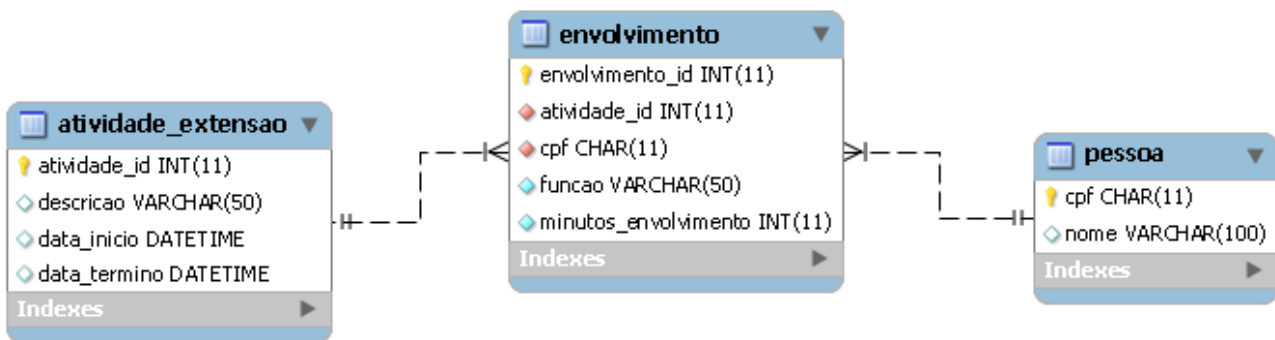 atividade_extensao
atividade_id INT(11)
descricao VARCHAR(50)
data_inicio DATETIME
data_termino DATETIME
Indexes
envolvimento
envolvimento_id INT(11)
atividade_id INT(11)
cpf CHAR(11)
funcao VARCHAR(50)
minutos_envolvimento INT(11)
Indexes
pessoa
cpf CHAR(11)
nome VARCHAR(100)
Indexes